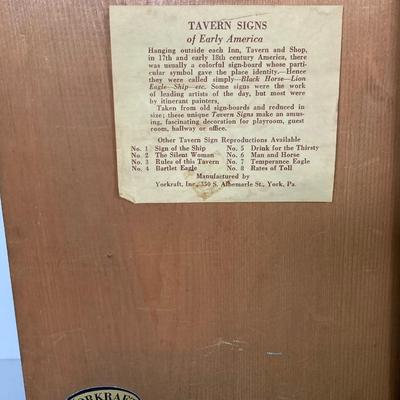 TAVERN SIGNS
of Early America
Hanging outside each Inn, Tavern and Shop,
in 17th and early 18th century America, there
was usually a colorful sign-board whose parti-
cular symbol gave the place identity.—Hence
they were called simply—Black Horse—Lion
Eagle—Ship—etc. Some signs were the work
of leading artists of the day, but most were
by itinerant painters,
Taken from old sign-boards and reduced in
size; these unique Tavern Signs make an amus-
ing, fascinating decoration for playroom, guest
room, hallway or office.
Other Tavern Sign Reproductions Available
No. 1 Sign of the Ship No. 5 Drink for the Thirsty
No. 2 The Silent Woman No. 6 Man and Horse
No. 3 Rules of this Tavern No. 7 Temperance Eagle
No. 4 Bartlet Eagle No. 8 Rates of Toll
Manufactured by
Yorkraft, Inc., 350 S. Albemarle St., York, Pa.
YORKRAFT